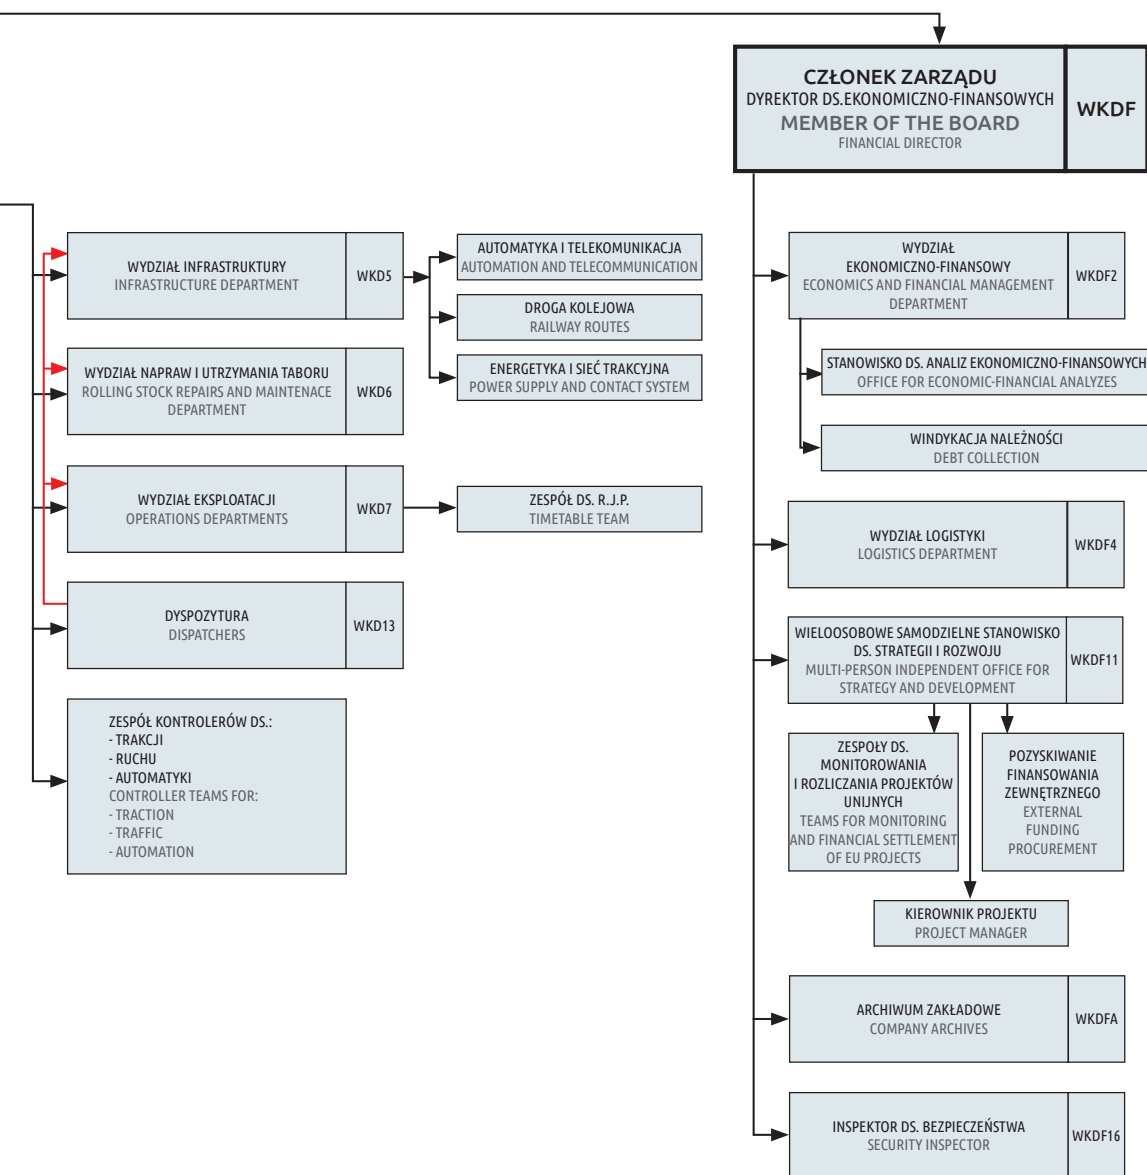 CZŁONEK ZARZĄDU
DYREKTOR DS.EKONOMICZNO-FINANSOWYCH
MEMBER OF THE BOARD
FINANCIAL DIRECTOR
WKDF
WYDZIAŁ INFRASTRUKTURY
INFRASTRUCTURE DEPARTMENT
WKD5
AUTOMATYKA I TELEKOMUNIKACJA
AUTOMATION AND TELECOMMUNICATION
DROGA KOLEJOWA
RAILWAY ROUTES
ENERGETYKA I SIEĆ TRAKCYJNA
POWER SUPPLY AND CONTACT SYSTEM
WYDZIAŁ NAPRAW I UTRZYMANIA TABORU
ROLLING STOCK REPAIRS AND MAINTENACE
DEPARTMENT
WKD6
WYDZIAŁ EKSPLOATACJI
OPERATIONS DEPARTMENTS
WKD7
ZESPÓŁ DS. R.J.P.
TIMETABLE TEAM
DYSPOZYTURA
DISPATCHERS
WKD13
ZESPÓŁ KONTROLERÓW DS.:
- TRAKCJI
- RUCHU
- AUTOMATYKI
CONTROLLER TEAMS FOR:
- TRACTION
- TRAFFIC
- AUTOMATION
WYDZIAŁ
EKONOMICZNO-FINANSOWY
ECONOMICS AND FINANCIAL MANAGEMENT
DEPARTMENT
WKDF2
STANOWISKO DS. ANALIZ EKONOMICZNO-FINANSOWYCH
OFFICE FOR ECONOMIC-FINANCIAL ANALYZES
WINDYKACJA NALEŻNOŚCI
DEBT COLLECTION
WYDZIAŁ LOGISTYKI
LOGISTICS DEPARTMENT
WKDF4
WIELOOSOBOWE SAMODZIELNE STANOWISKO
DS. STRATEGII I ROZWOJU
MULTI-PERSON INDEPENDENT OFFICE FOR
STRATEGY AND DEVELOPMENT
WKDF11
ZESPOŁY DS.
MONITOROWANIA
I ROZLICZANIA PROJEKTÓW
UNIJNYCH
TEAMS FOR MONITORING
AND FINANCIAL SETTLEMENT
OF EU PROJECTS
POZYSKIWANIE
FINANSOWANIA
ZEWNĘTRZNEGO
EXTERNAL
FUNDING
PROCUREMENT
KIEROWNIK PROJEKTU
PROJECT MANAGER
ARCHIWUM ZAKŁADOWE
COMPANY ARCHIVES
WKDFA
INSPEKTOR DS. BEZPIECZEŃSTWA
SECURITY INSPECTOR
WKDF16